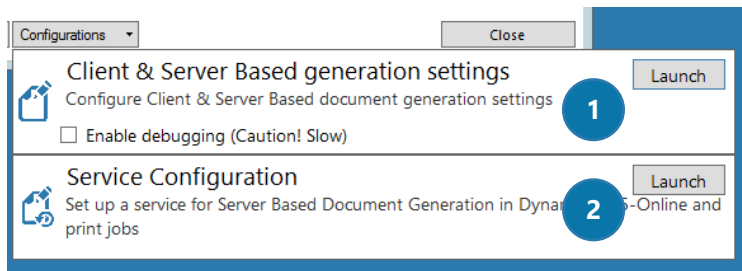 Configurations
Close
Client & Server Based generation settings
Launch
Configure Client & Server Based document generation settings
1
Enable debugging (Caution! Slow)
Service Configuration
Launch
Set up a service for Server Based Document Generation in 2 -Online and
print jobs